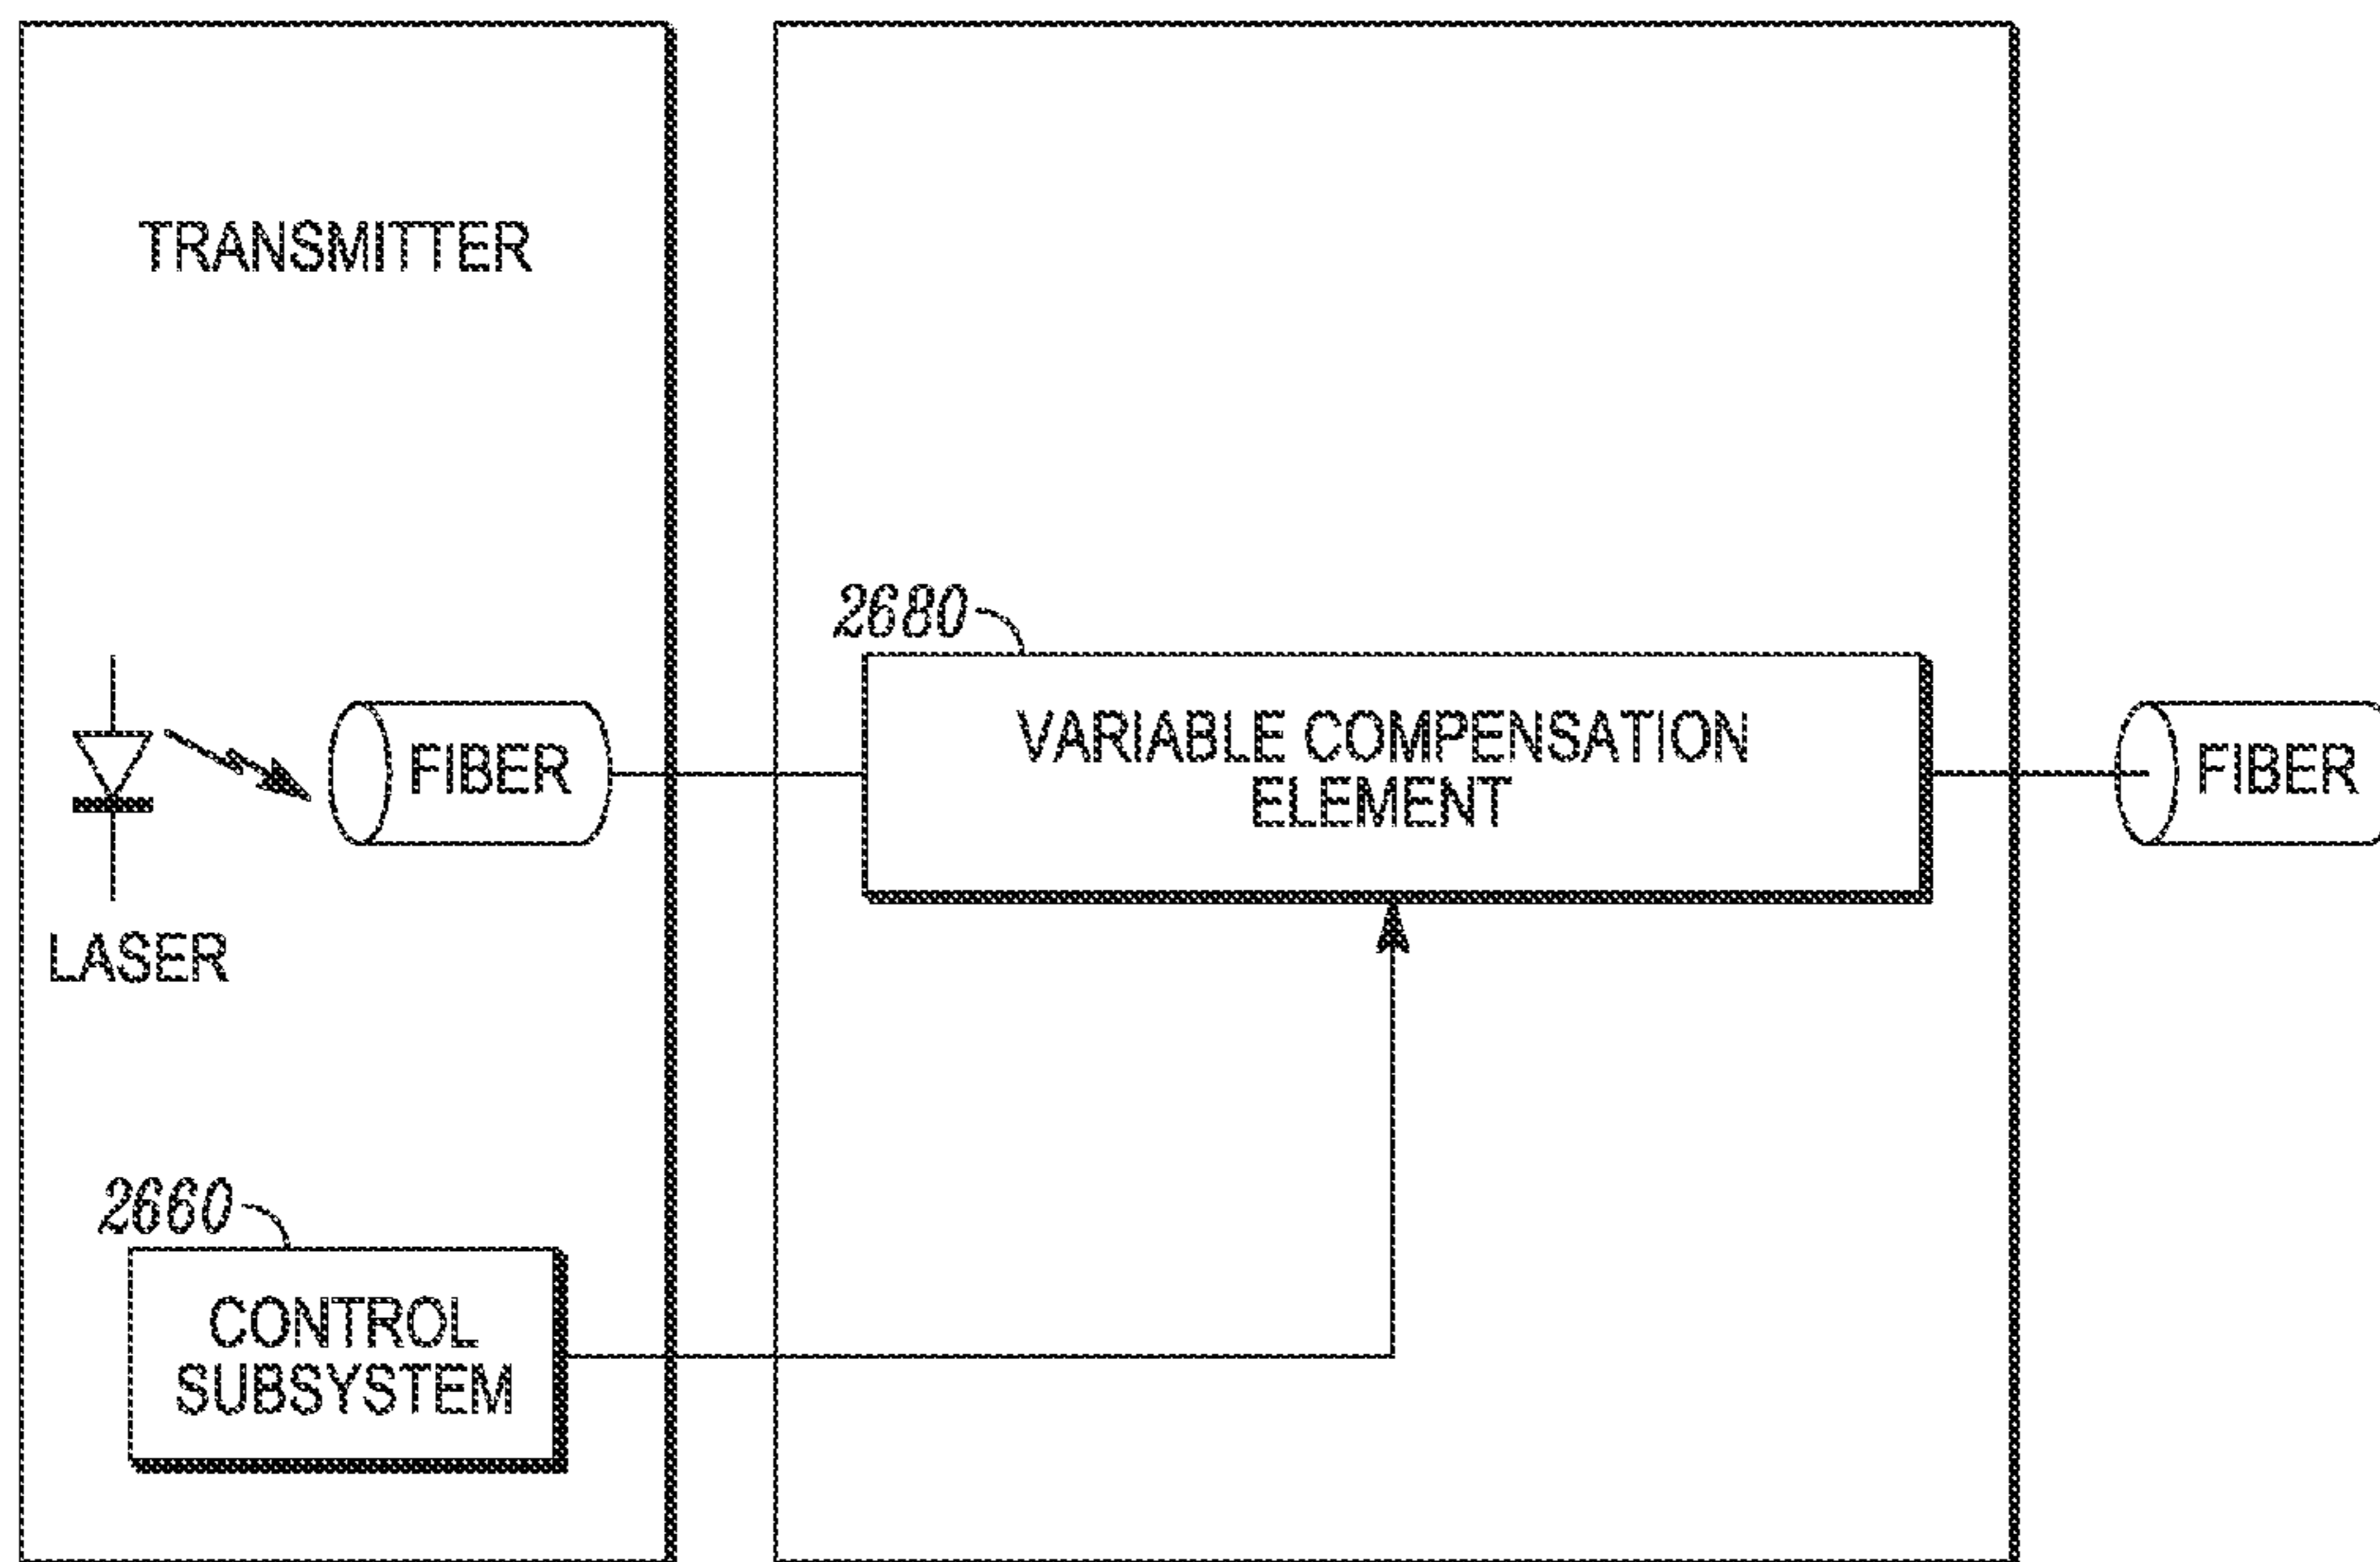 TRANSMITTER
2680
VARIABLE COMPENSATION
ELEMENT
FIBER
FIBER
LASER
2660
CONTROL
SUBSYSTEM